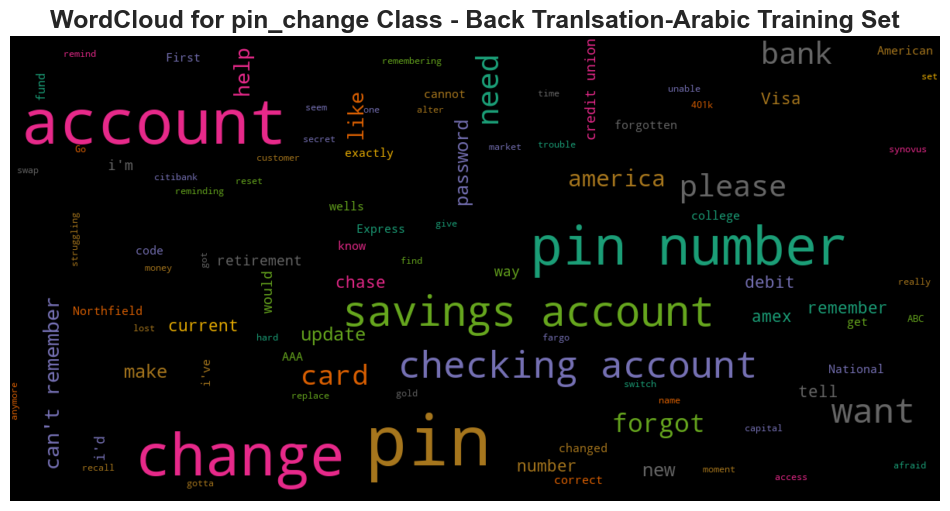 WordCloud for pin_change Class - Back Tranlsation-Arabic Training Set
remind
First
help
remembering
need
credit union
bank
American
set
fund
account
seem
one
like
cannot
alter
time
unable
401k
Visa
forgotten
secret
Go
i'm
customer
exactly
password
market
trouble
synovus
swap
citibank
reminding
reset
america
please
wells
college
struggling
code
Express
give
pin number
know
money
got
retirement
find
chase
way
debit
really
would
savings account
Northfield
current
lost
hard
update
amex
remember
get
ABC
fargo
can't remember
AAA
make
i've
card
checking account
National
switch
tell
anymore
replace
gold
name
want
i'd
change
pin
forgot
capital
changed
recall
gotta
number
correct
new
moment
access
afraid